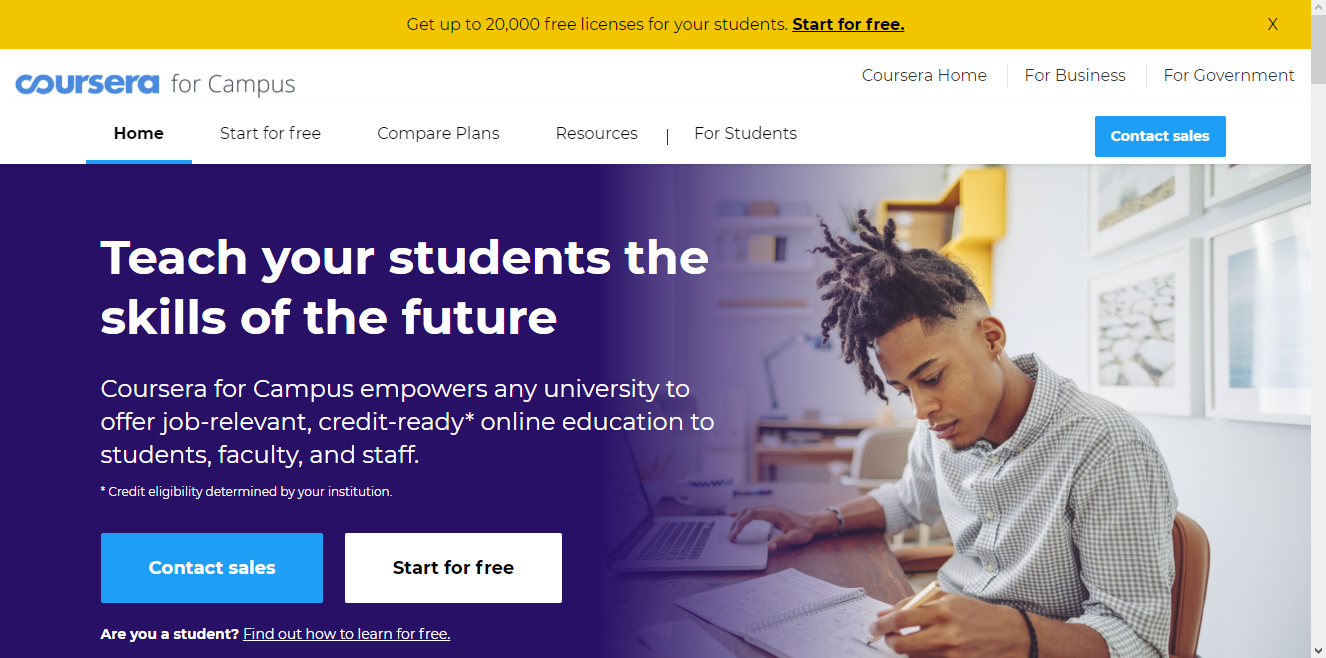 Get up to 20,000 free licenses for your students. Start for free.
X
coursera for Campus
Coursera Home
For Business
For Government
Home
Start for free
Compare Plans
Resources
|
For Students
Contact sales
Teach your students the
skills of the future
Coursera for Campus empowers any university to
offer job-relevant, credit-ready* online education to
students, faculty, and staff.
* Credit eligibility determined by your institution.
Contact sales
Start for free
Are you a student? Find out how to learn for free.